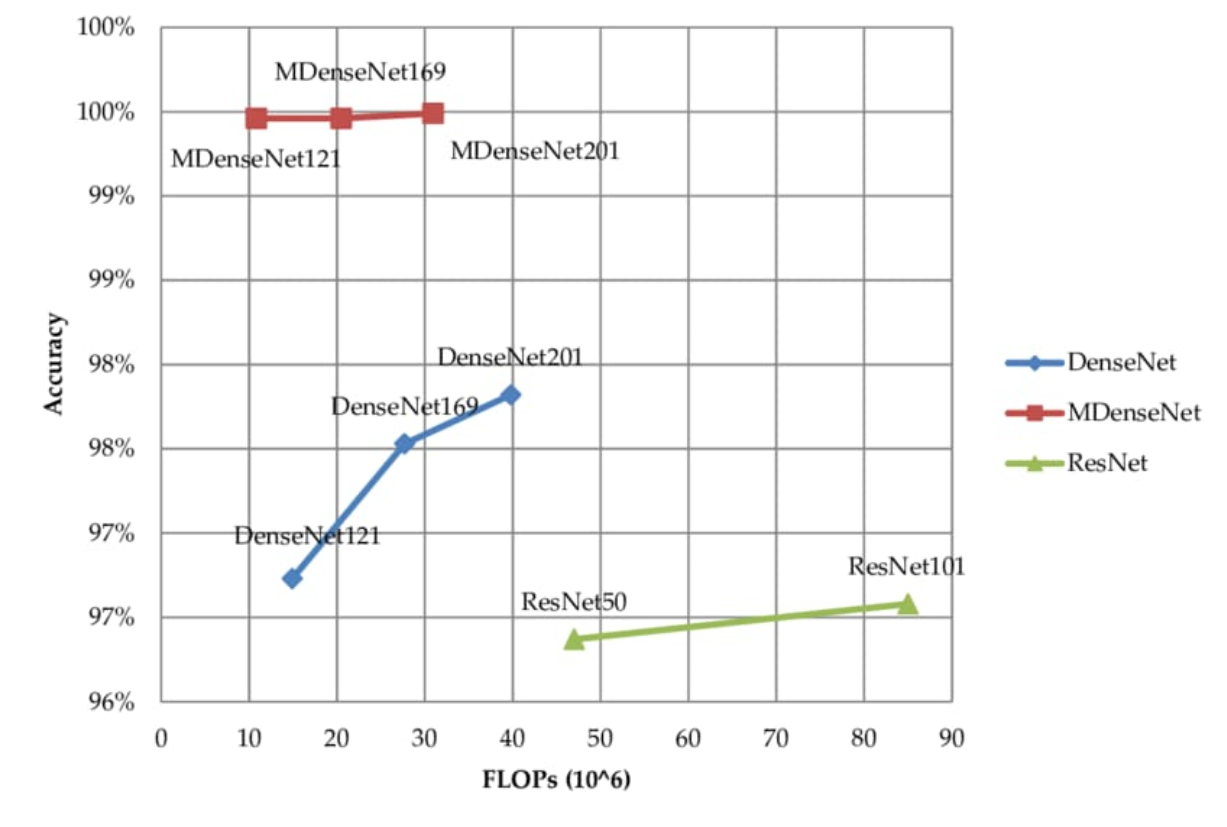 100%
MDenseNet169
100%
MDenseNet121
MDenseNet201
99%
99%
Accuracy
98%
DenseNet201
DenseNet169
98%
97%
DenseNet121
97%
ResNet50
ResNet101
96%
0 10 20 30 40 50 60 70 80 90
FLOPs (10^6)
DenseNet
MDenseNet
ResNet